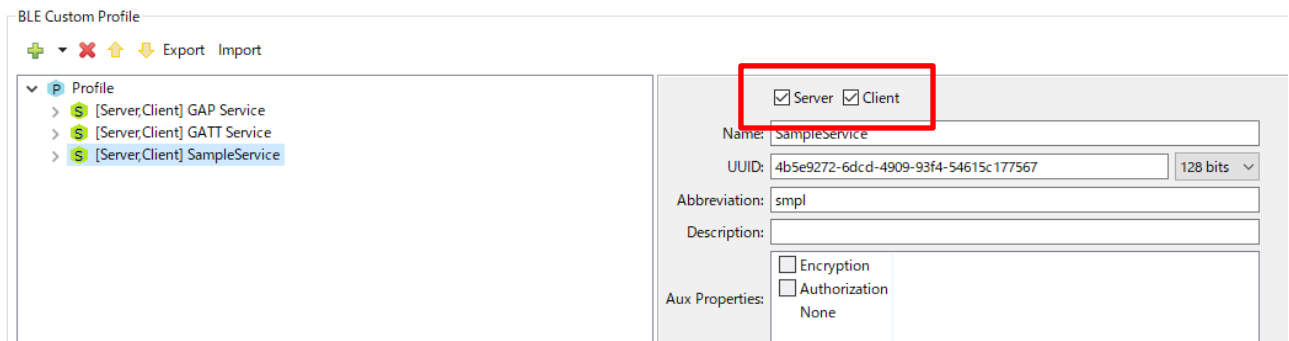 BLE Custom Profile
Export Import
P Profile
S [Server,Client] GAP Service
S [Server,Client] GATT Service
S [Server,Client] SampleService
Server Client
Name: SampleService
UUID: 4b5e9272-6dcd-4909-93f4-54615c177567 128 bits
Abbreviation: smpl
Description:
Encryption
Authorization
Aux Properties:
None